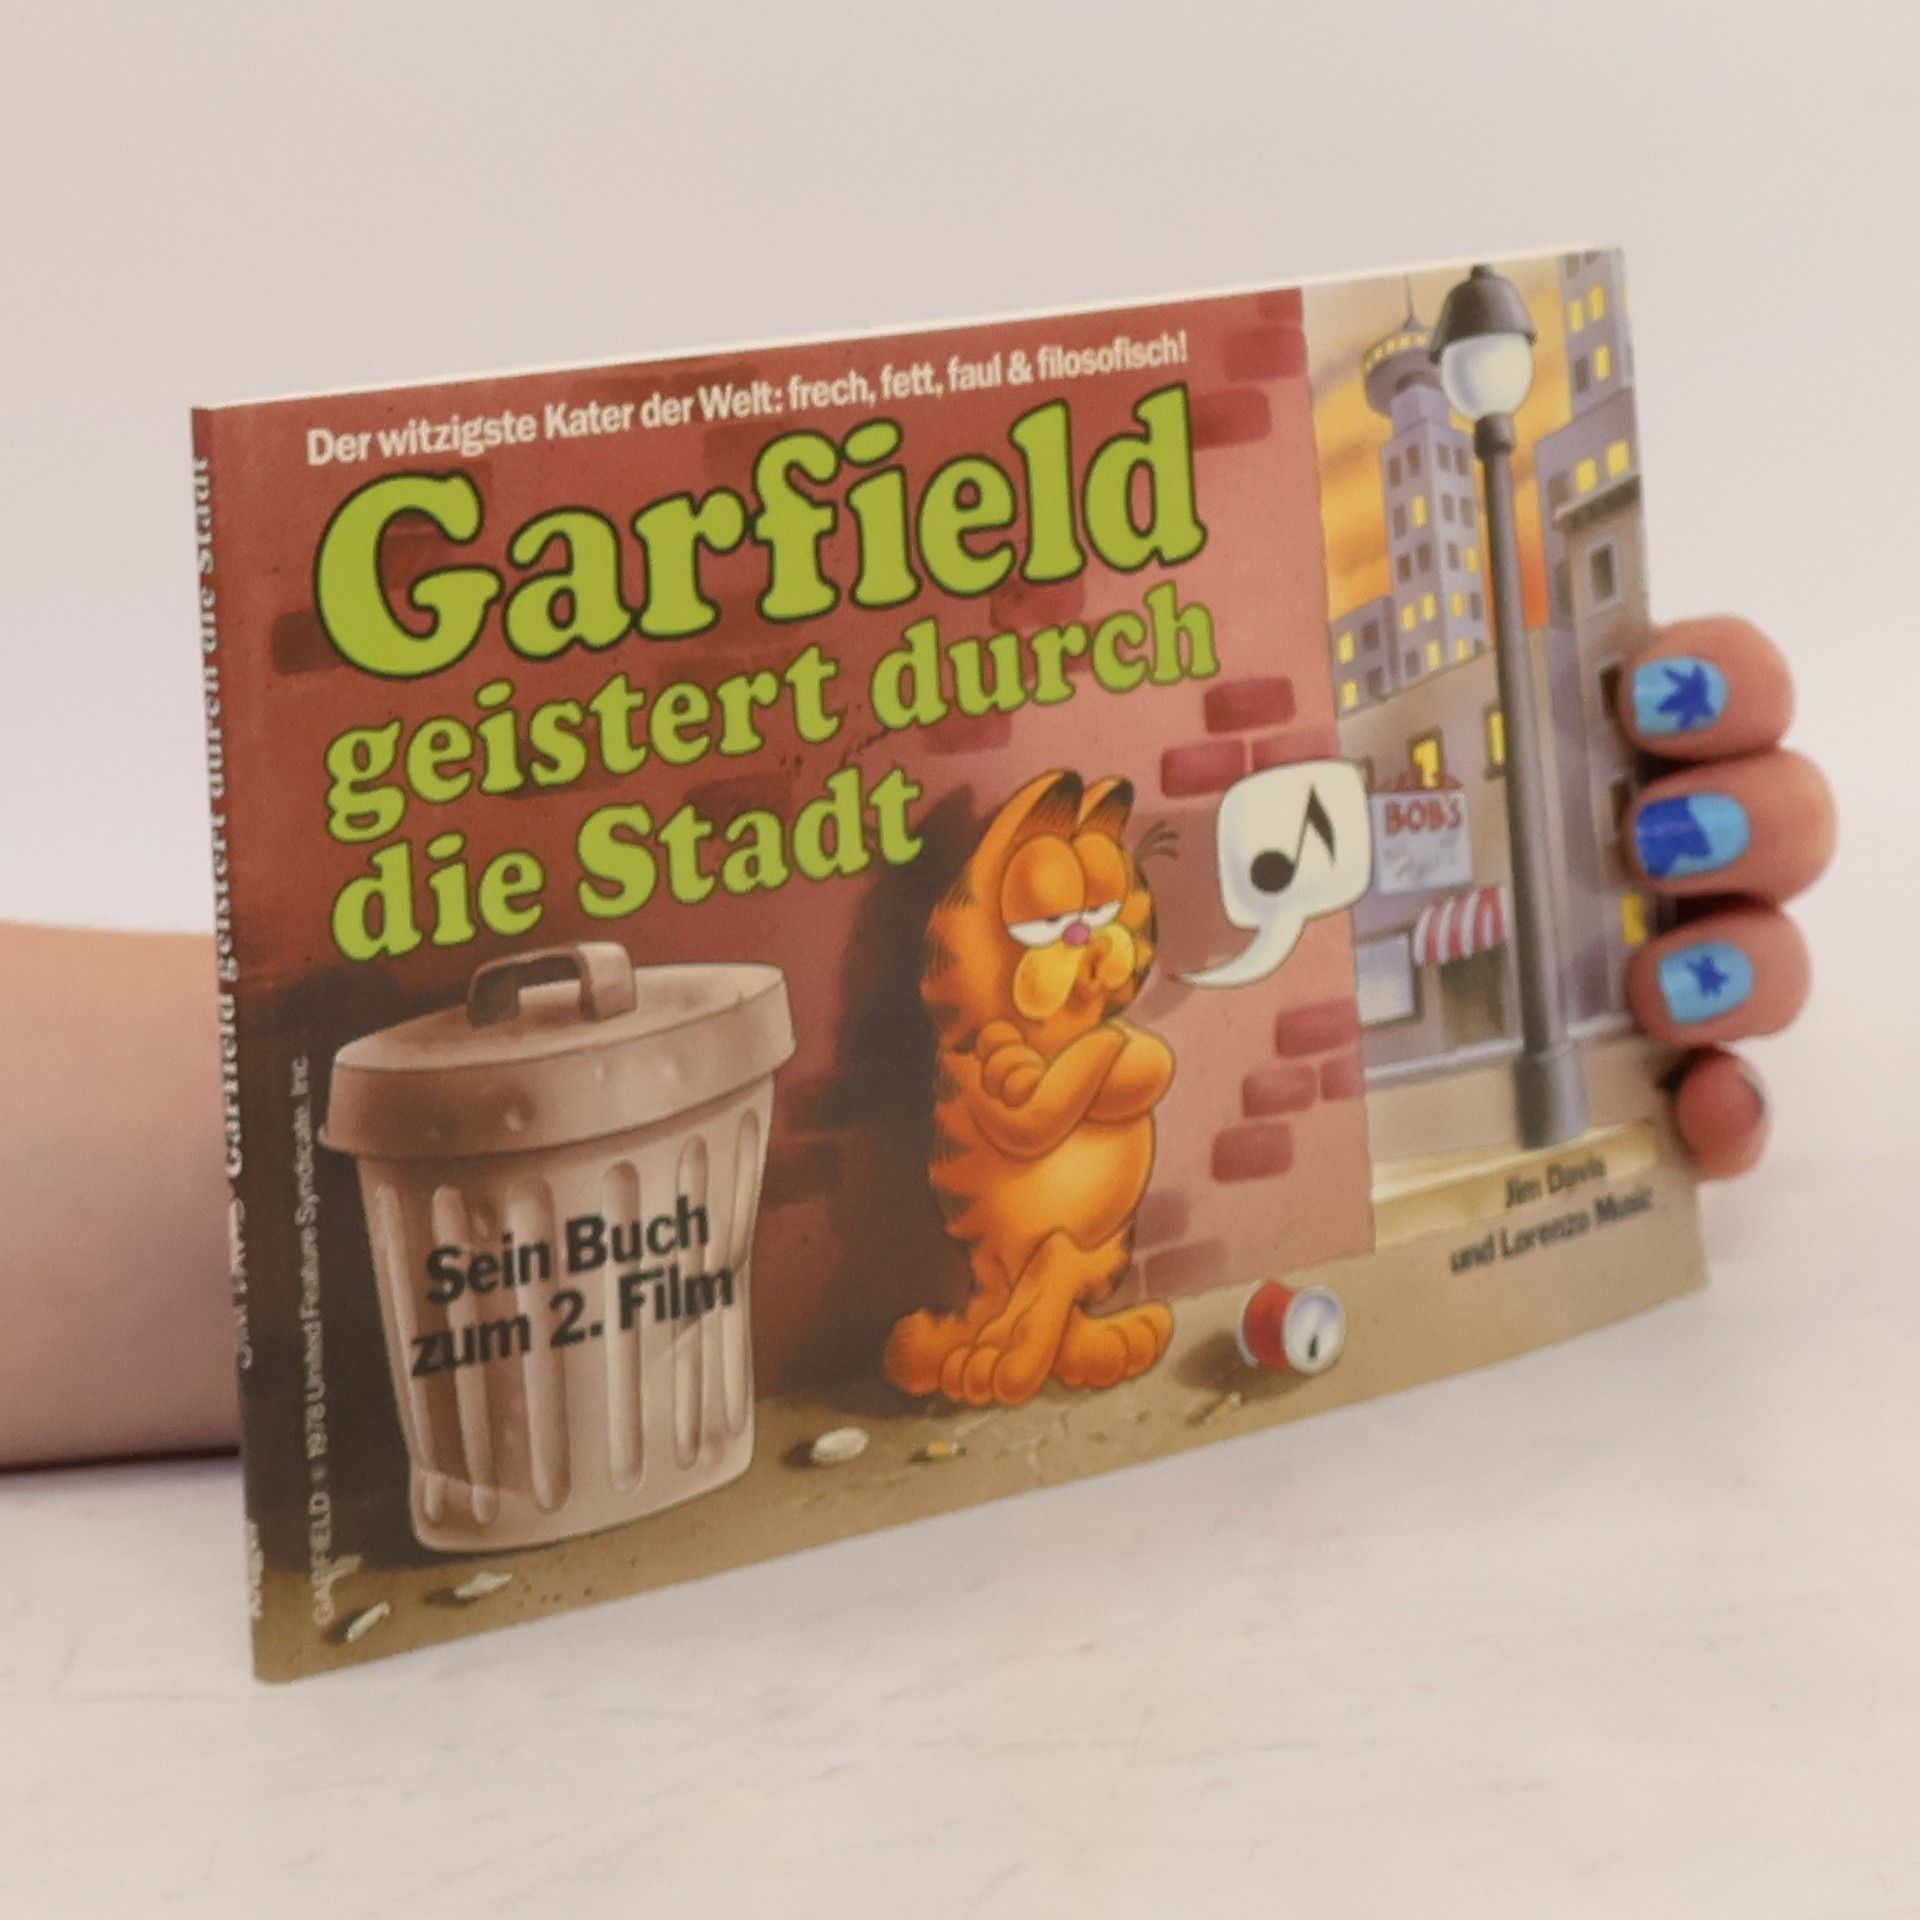 Der witzigste Kater der Welt: frech, fett, faul & filosofisch!
Garfield
geistert durch
die Stadt
BOB'S
Sein Buch
zum 2. Film
Jim Davis
und Lorenzo Music
GARFIELD © 1978 United Feature Syndicate, Inc.
Garfield geistert durch die Stadt